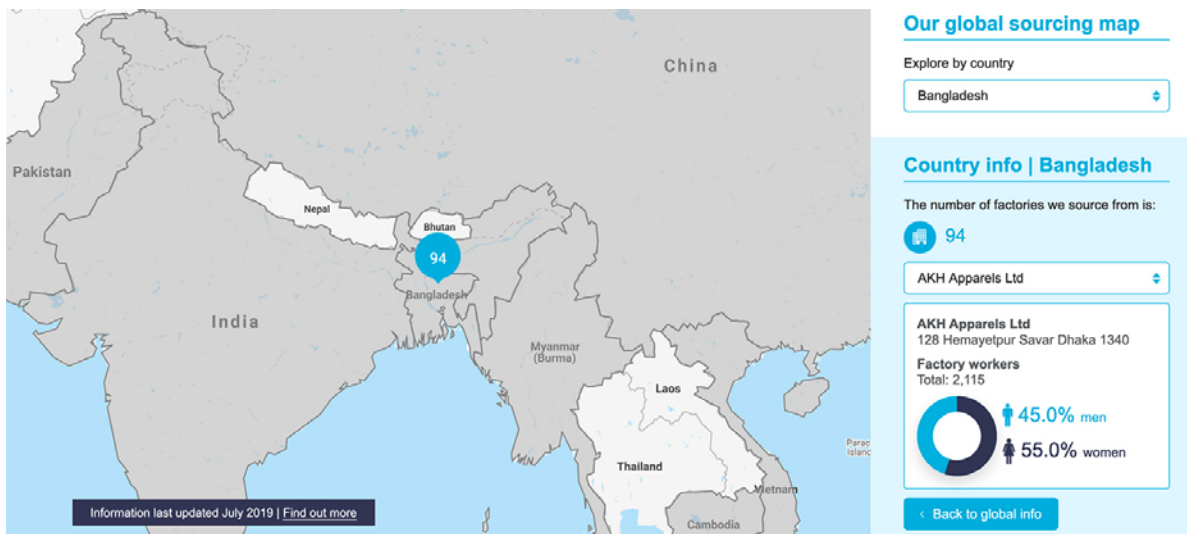 China
Pakistan
Nepal
Bhutan
94
Bangladesh
India
Myanmar
(Burma)
Laos
Thailand
Vietnam
Cambodia
Information last updated July 2019 | Find out more
Our global sourcing map
Explore by country
Bangladesh
Country info | Bangladesh
The number of factories we source from is:
94
AKH Apparels Ltd
AKH Apparels Ltd
128 Hemayetpur Savar Dhaka 1340
Factory workers
Total: 2,115
45.0% men
55.0% women
‹ Back to global info